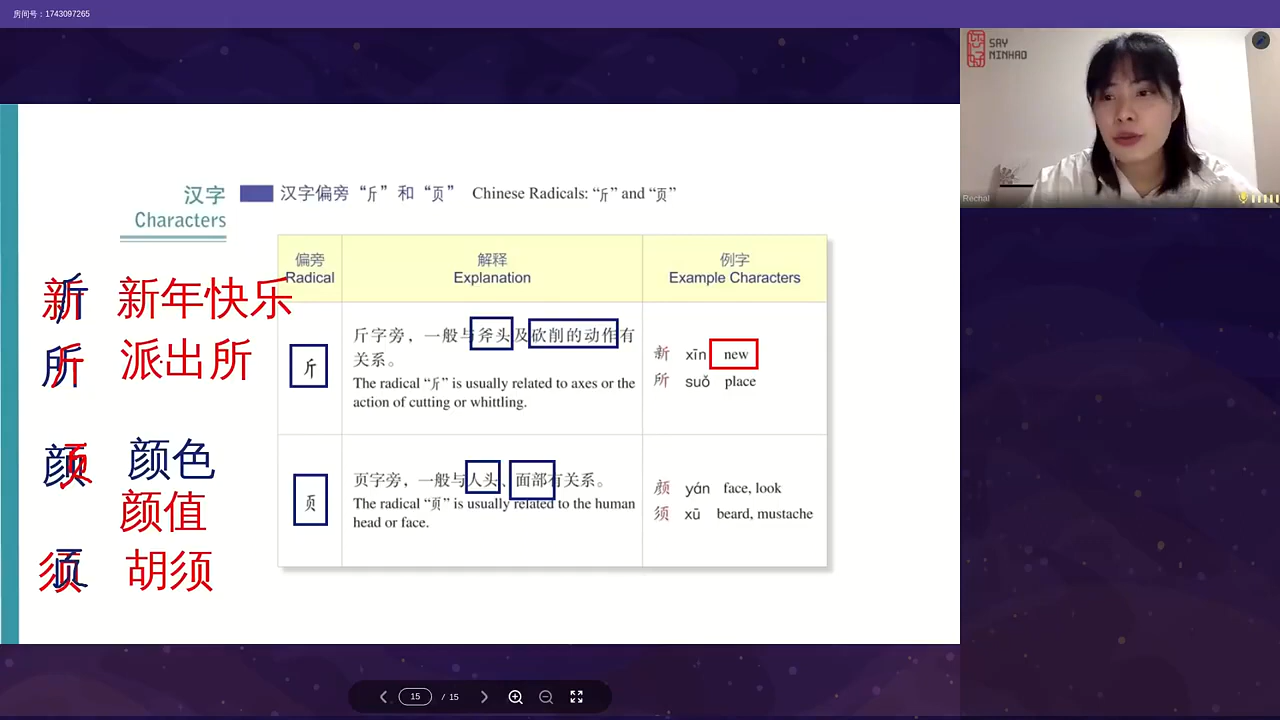 房间号：1743097265
SAY
NINHAO
Rechal
汉字
Characters
汉字偏旁“斤”和“页” Chinese Radicals: “斤” and “页”
偏旁
Radical
解释
Explanation
例字
Example Characters
斤
斤字旁，一般与斧头及砍削的动作有
关系。
The radical “斤” is usually related to axes or the
action of cutting or whittling.
新 xīn new
所 suǒ place
页
页字旁，一般与人头、面部有关系。
The radical “页” is usually related to the human
head or face.
颜 yán face, look
须 xū beard, mustache
新 新年快乐
所 派出所
颜 颜色
颜值
须 胡须
15 / 15